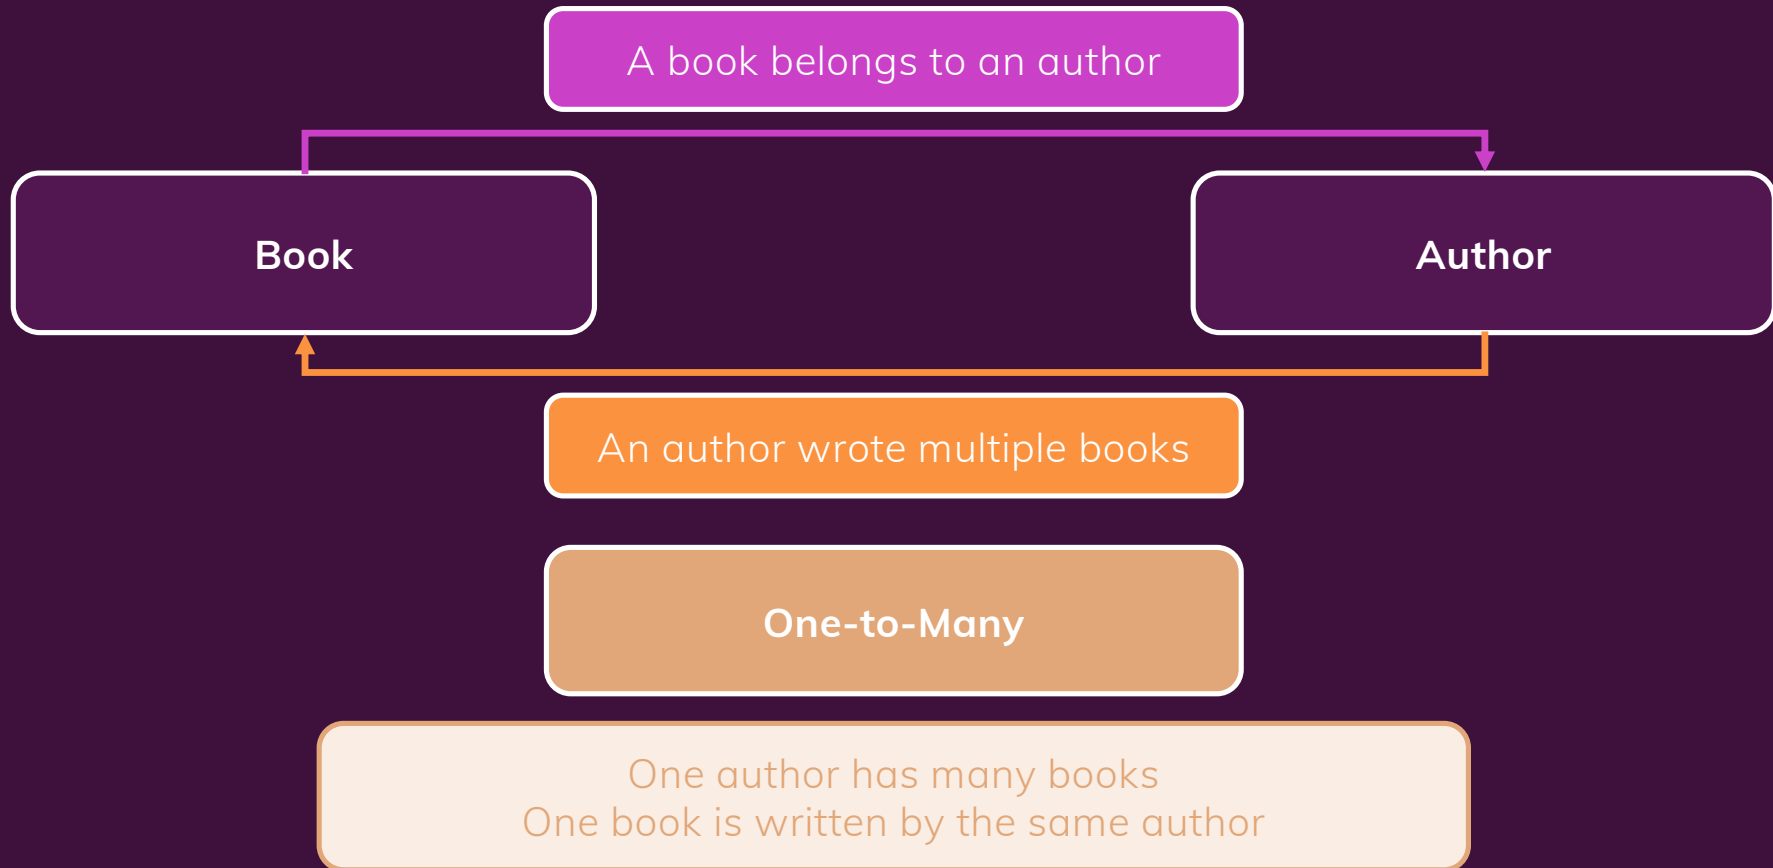 A book belongs to an author
Book
Author
An author wrote multiple books
One-to-Many
One author has many books
One book is written by the same author